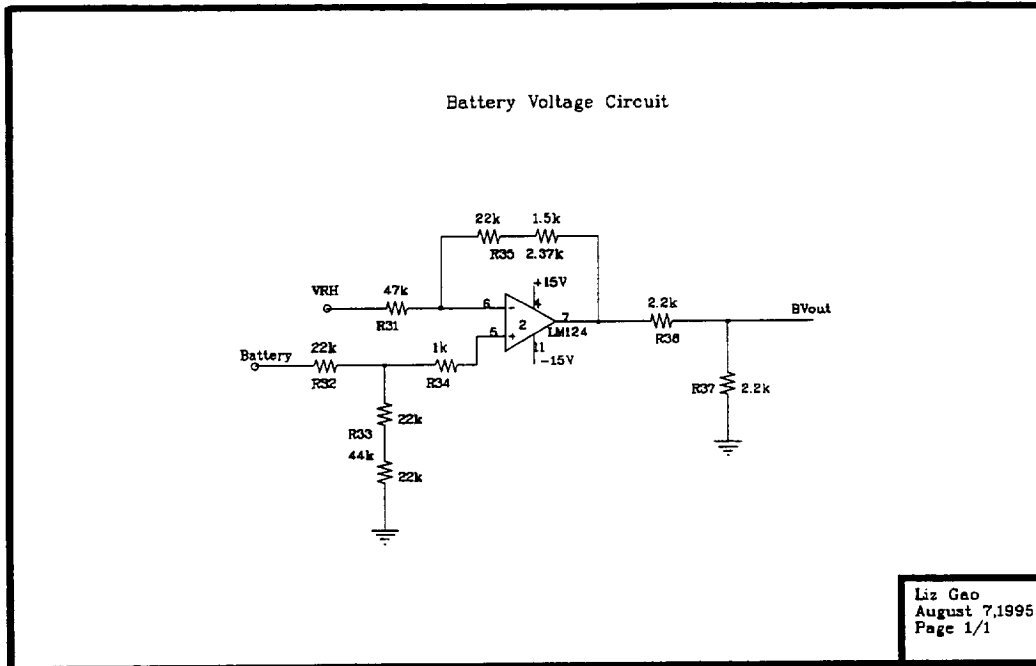 Battery Voltage Circuit
22k 1.5k
R35 2.37k
+15V
VRH 47k
R31
6 - 4
2 7
LM124
5 +
11
-15V
2.2k BVout
R38
Battery 22k 1k
R32 R34
R37 2.2k
22k
R33
44k
22k
Liz Gao
August 7,1995
Page 1/1